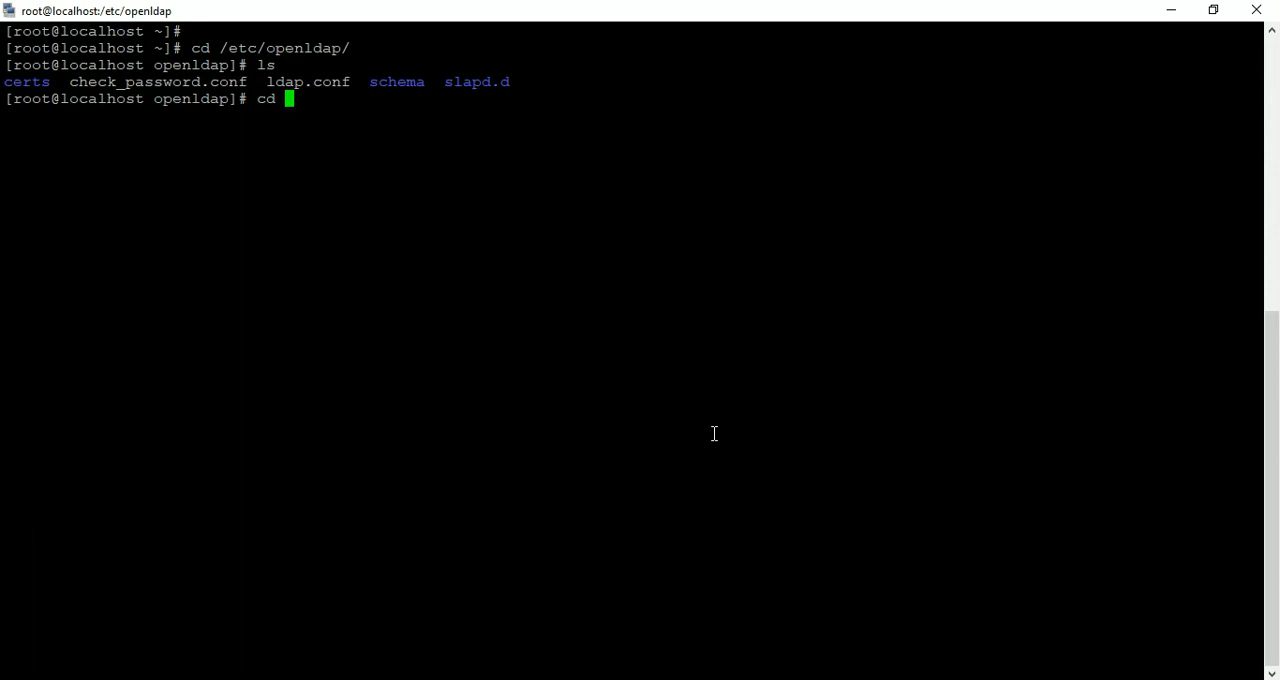 root@localhost:/etc/openldap
[root@localhost ~]#
[root@localhost ~]# cd /etc/openldap/
[root@localhost openldap]# ls
certs  check_password.conf  ldap.conf  schema  slapd.d
[root@localhost openldap]# cd